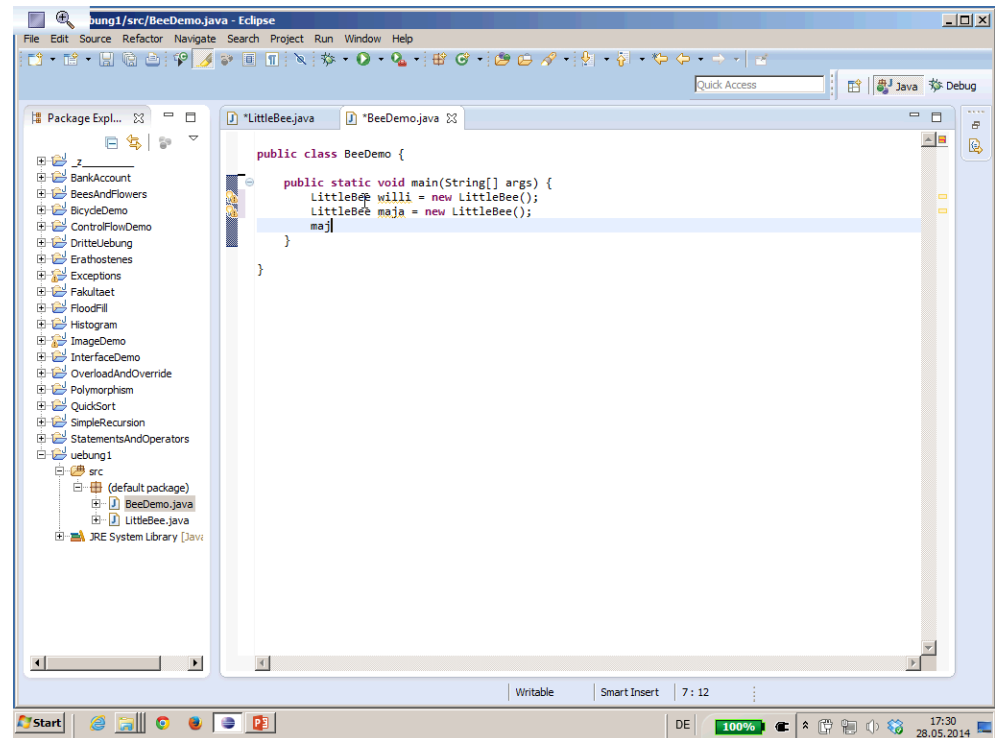 bung1/src/BeeDemo.java - Eclipse
File Edit Source Refactor Navigate Search Project Run Window Help
Quick Access
Java
Debug
Package Expl...
*LittleBee.java
*BeeDemo.java
_z_________
BankAccount
BeesAndFlowers
BicycleDemo
ControlFlowDemo
DritteUebung
Erathostenes
Exceptions
Fakultaet
FloodFill
Histogram
ImageDemo
InterfaceDemo
OverloadAndOverride
Polymorphism
QuickSort
SimpleRecursion
StatementsAndOperators
uebung1
src
(default package)
BeeDemo.java
LittleBee.java
JRE System Library [Java
public class BeeDemo {
public static void main(String[] args) {
LittleBee willi = new LittleBee();
LittleBee maja = new LittleBee();
maj
}
}
Writable
Smart Insert
7 : 12
Start
DE
100%
17:30
28.05.2014